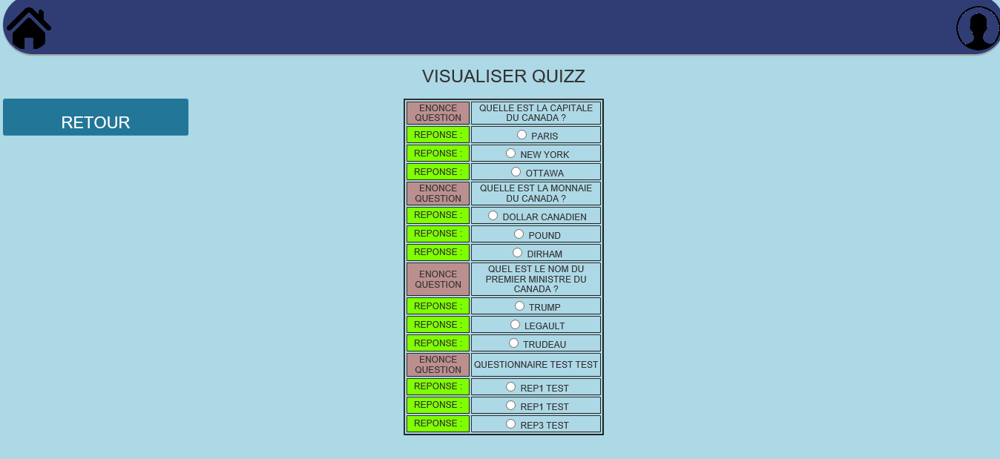 VISUALISER QUIZZ
RETOUR
ENONCE
QUESTION
QUELLE EST LA CAPITALE
DU CANADA ?
REPONSE :
PARIS
REPONSE :
NEW YORK
REPONSE :
OTTAWA
ENONCE
QUESTION
QUELLE EST LA MONNAIE
DU CANADA ?
REPONSE :
DOLLAR CANADIEN
REPONSE :
POUND
REPONSE :
DIRHAM
ENONCE
QUESTION
QUEL EST LE NOM DU
PREMIER MINISTRE DU
CANADA ?
REPONSE :
TRUMP
REPONSE :
LEGAULT
REPONSE :
TRUDEAU
ENONCE
QUESTION
QUESTIONNAIRE TEST TEST
REPONSE :
REP1 TEST
REPONSE :
REP1 TEST
REPONSE :
REP3 TEST